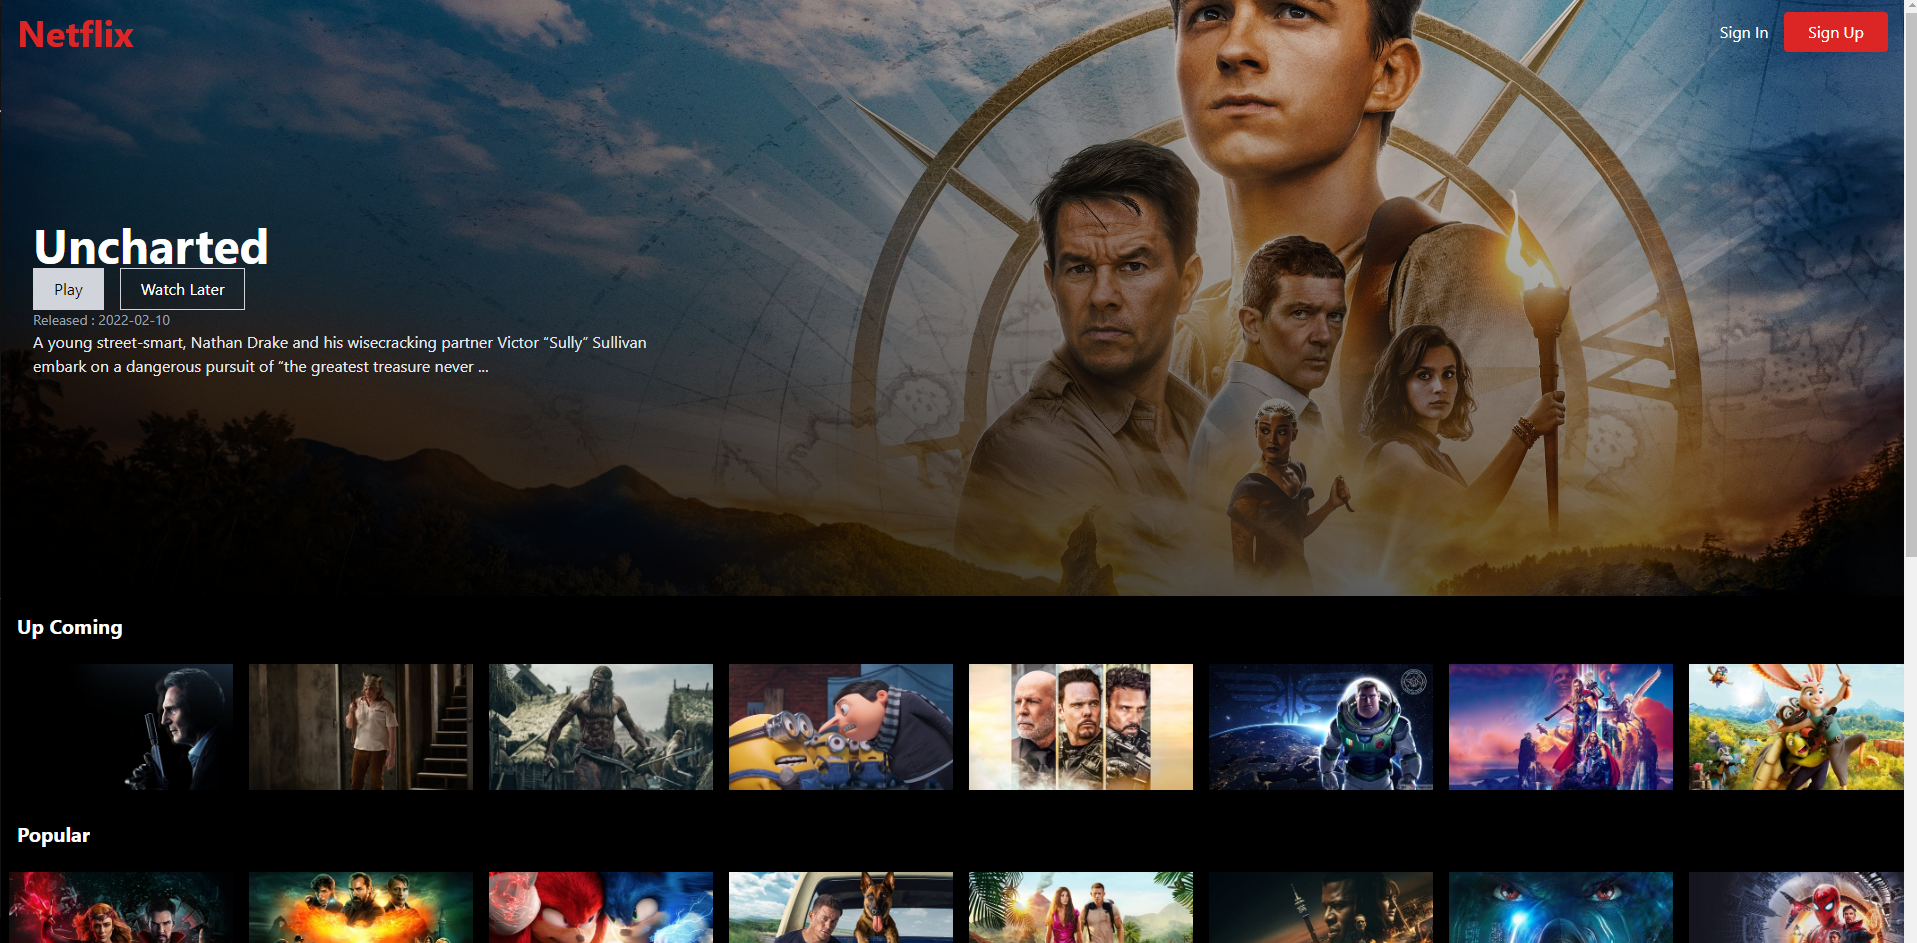 Netflix
Sign In
Sign Up
Uncharted
Play
Watch Later
Released : 2022-02-10
A young street-smart, Nathan Drake and his wisecracking partner Victor “Sully” Sullivan
embark on a dangerous pursuit of “the greatest treasure never ...
Up Coming
Popular